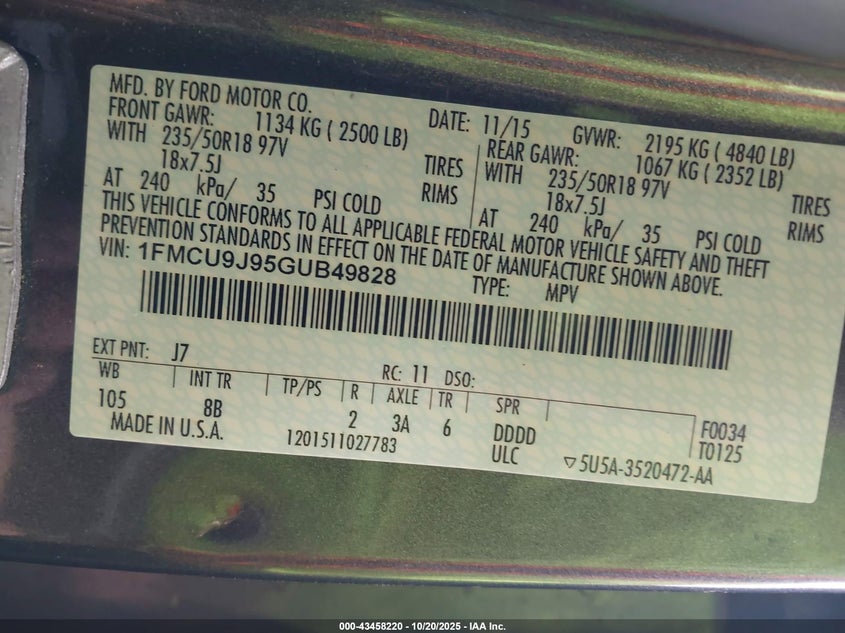 MFD. BY FORD MOTOR CO.
DATE: 11/15 GVWR: 2195 KG ( 4840 LB)
FRONT GAWR: 1134 KG ( 2500 LB)
WITH 235/50R18 97V TIRES
18x7.5J RIMS
AT 240 kPa/ 35 PSI COLD
REAR GAWR: 1067 KG ( 2352 LB)
WITH 235/50R18 97V TIRES
18x7.5J RIMS
AT 240 kPa/ 35 PSI COLD
THIS VEHICLE CONFORMS TO ALL APPLICABLE FEDERAL MOTOR VEHICLE SAFETY AND THEFT
PREVENTION STANDARDS IN EFFECT ON THE DATE OF MANUFACTURE SHOWN ABOVE.
VIN: 1FMCU9J95GUB49828 TYPE: MPV
EXT PNT: J7 RC: 11 DSO:
WB INT TR TP/PS R AXLE TR SPR
105 8B 2 3A 6 DDDD F0034
MADE IN U.S.A. 1201511027783 ULC T0125
▽5U5A-3520472-AA
000-43458220 | 10/20/2025 - IAA Inc.